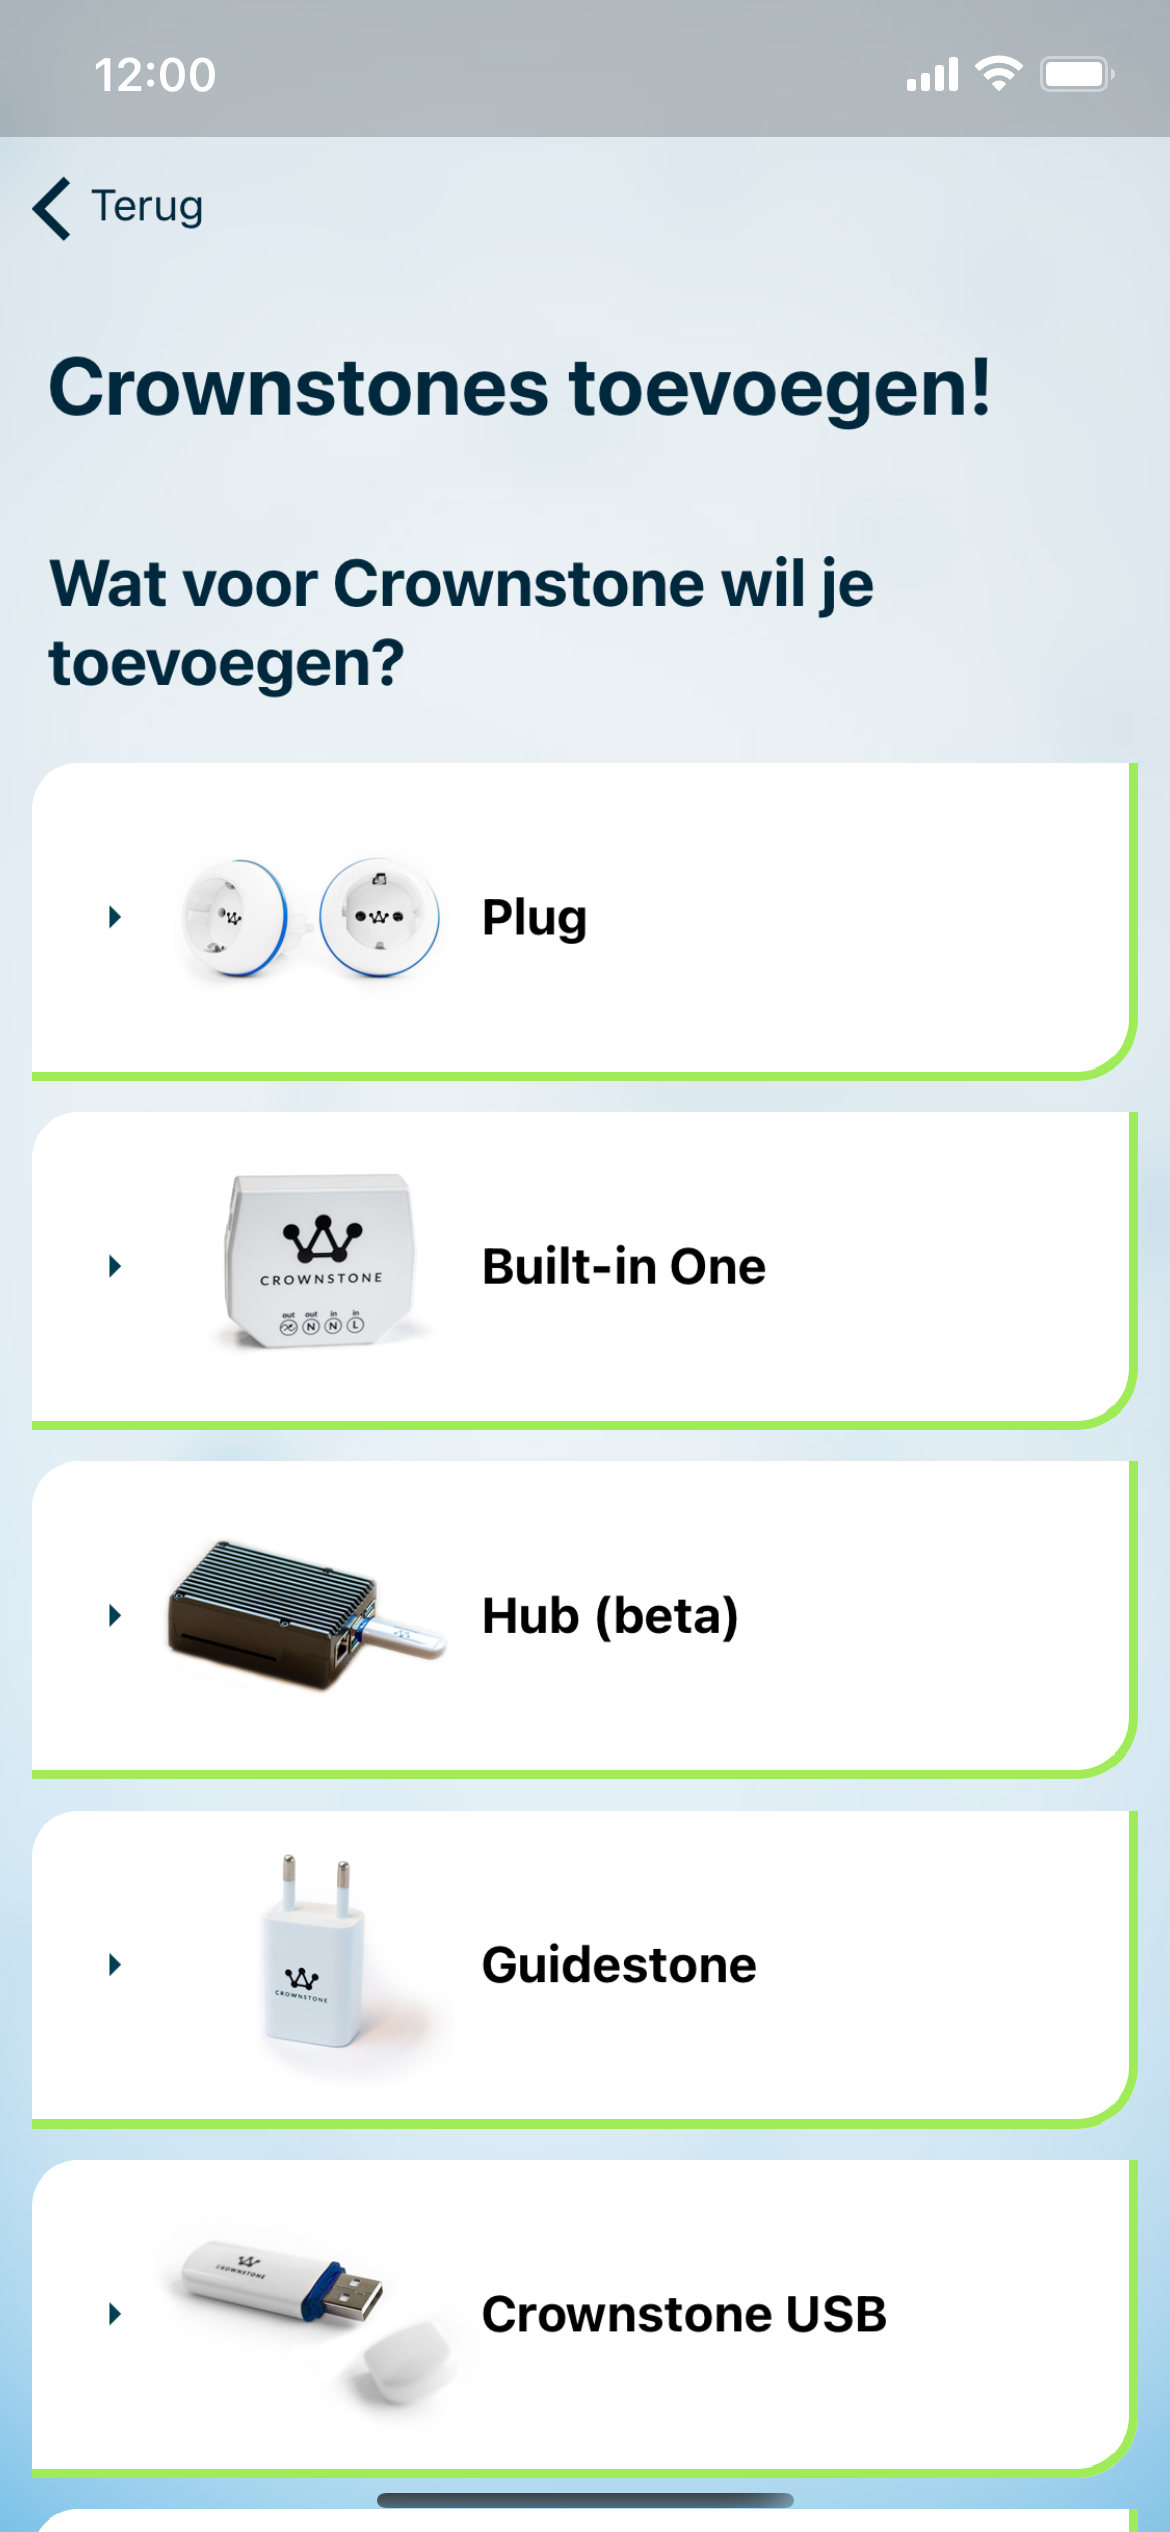 12:00
Terug
Crownstones toevoegen!
Wat voor Crownstone wil je
toevoegen?
Plug
CROWNSTONE
out out in in
N N L
Built-in One
Hub (beta)
CROWNSTONE
Guidestone
CROWNSTONE
Crownstone USB